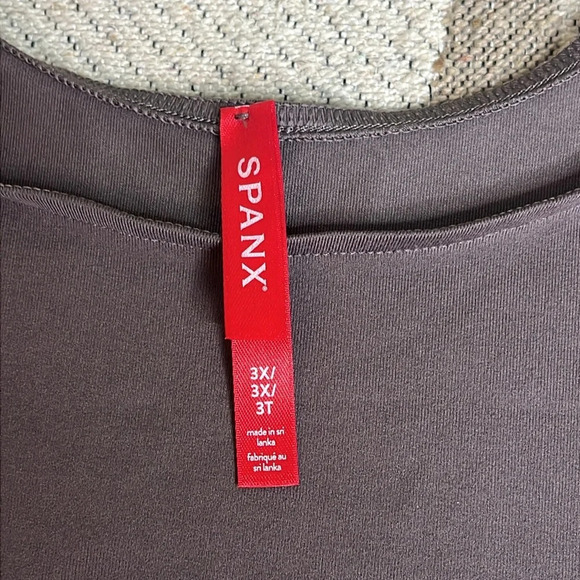 SPANX®
3X/
3X/
3T
made in sri
lanka
fabriqué au
sri lanka